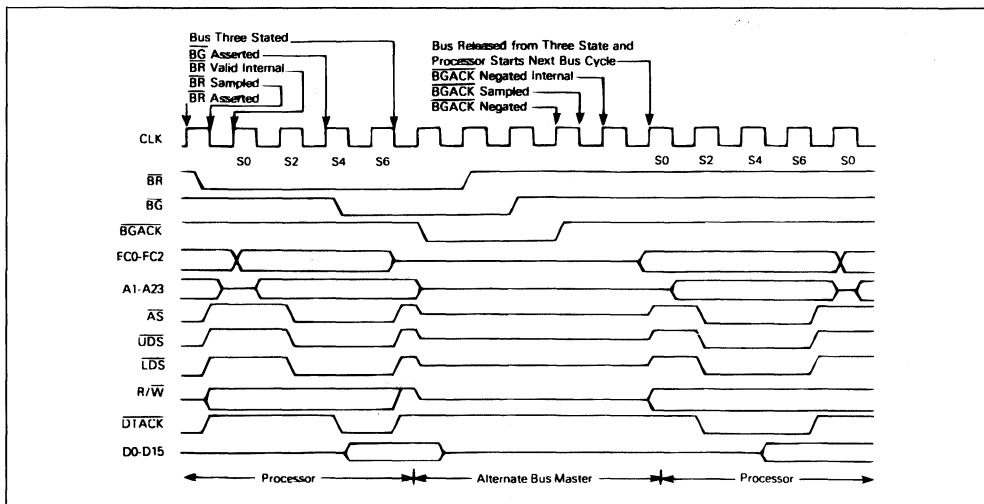 Bus Three Stated
BG Asserted
BR Valid Internal
BR Sampled
BR Asserted
Bus Released from Three State and
Processor Starts Next Bus Cycle
BGACK Negated Internal
BGACK Sampled
BGACK Negated
CLK
S0 S2 S4 S6 S0 S2 S4 S6 S0
BR
BG
BGACK
FC0-FC2
A1-A23
AS
UDS
LDS
R/W
DTACK
D0-D15
Processor Alternate Bus Master Processor